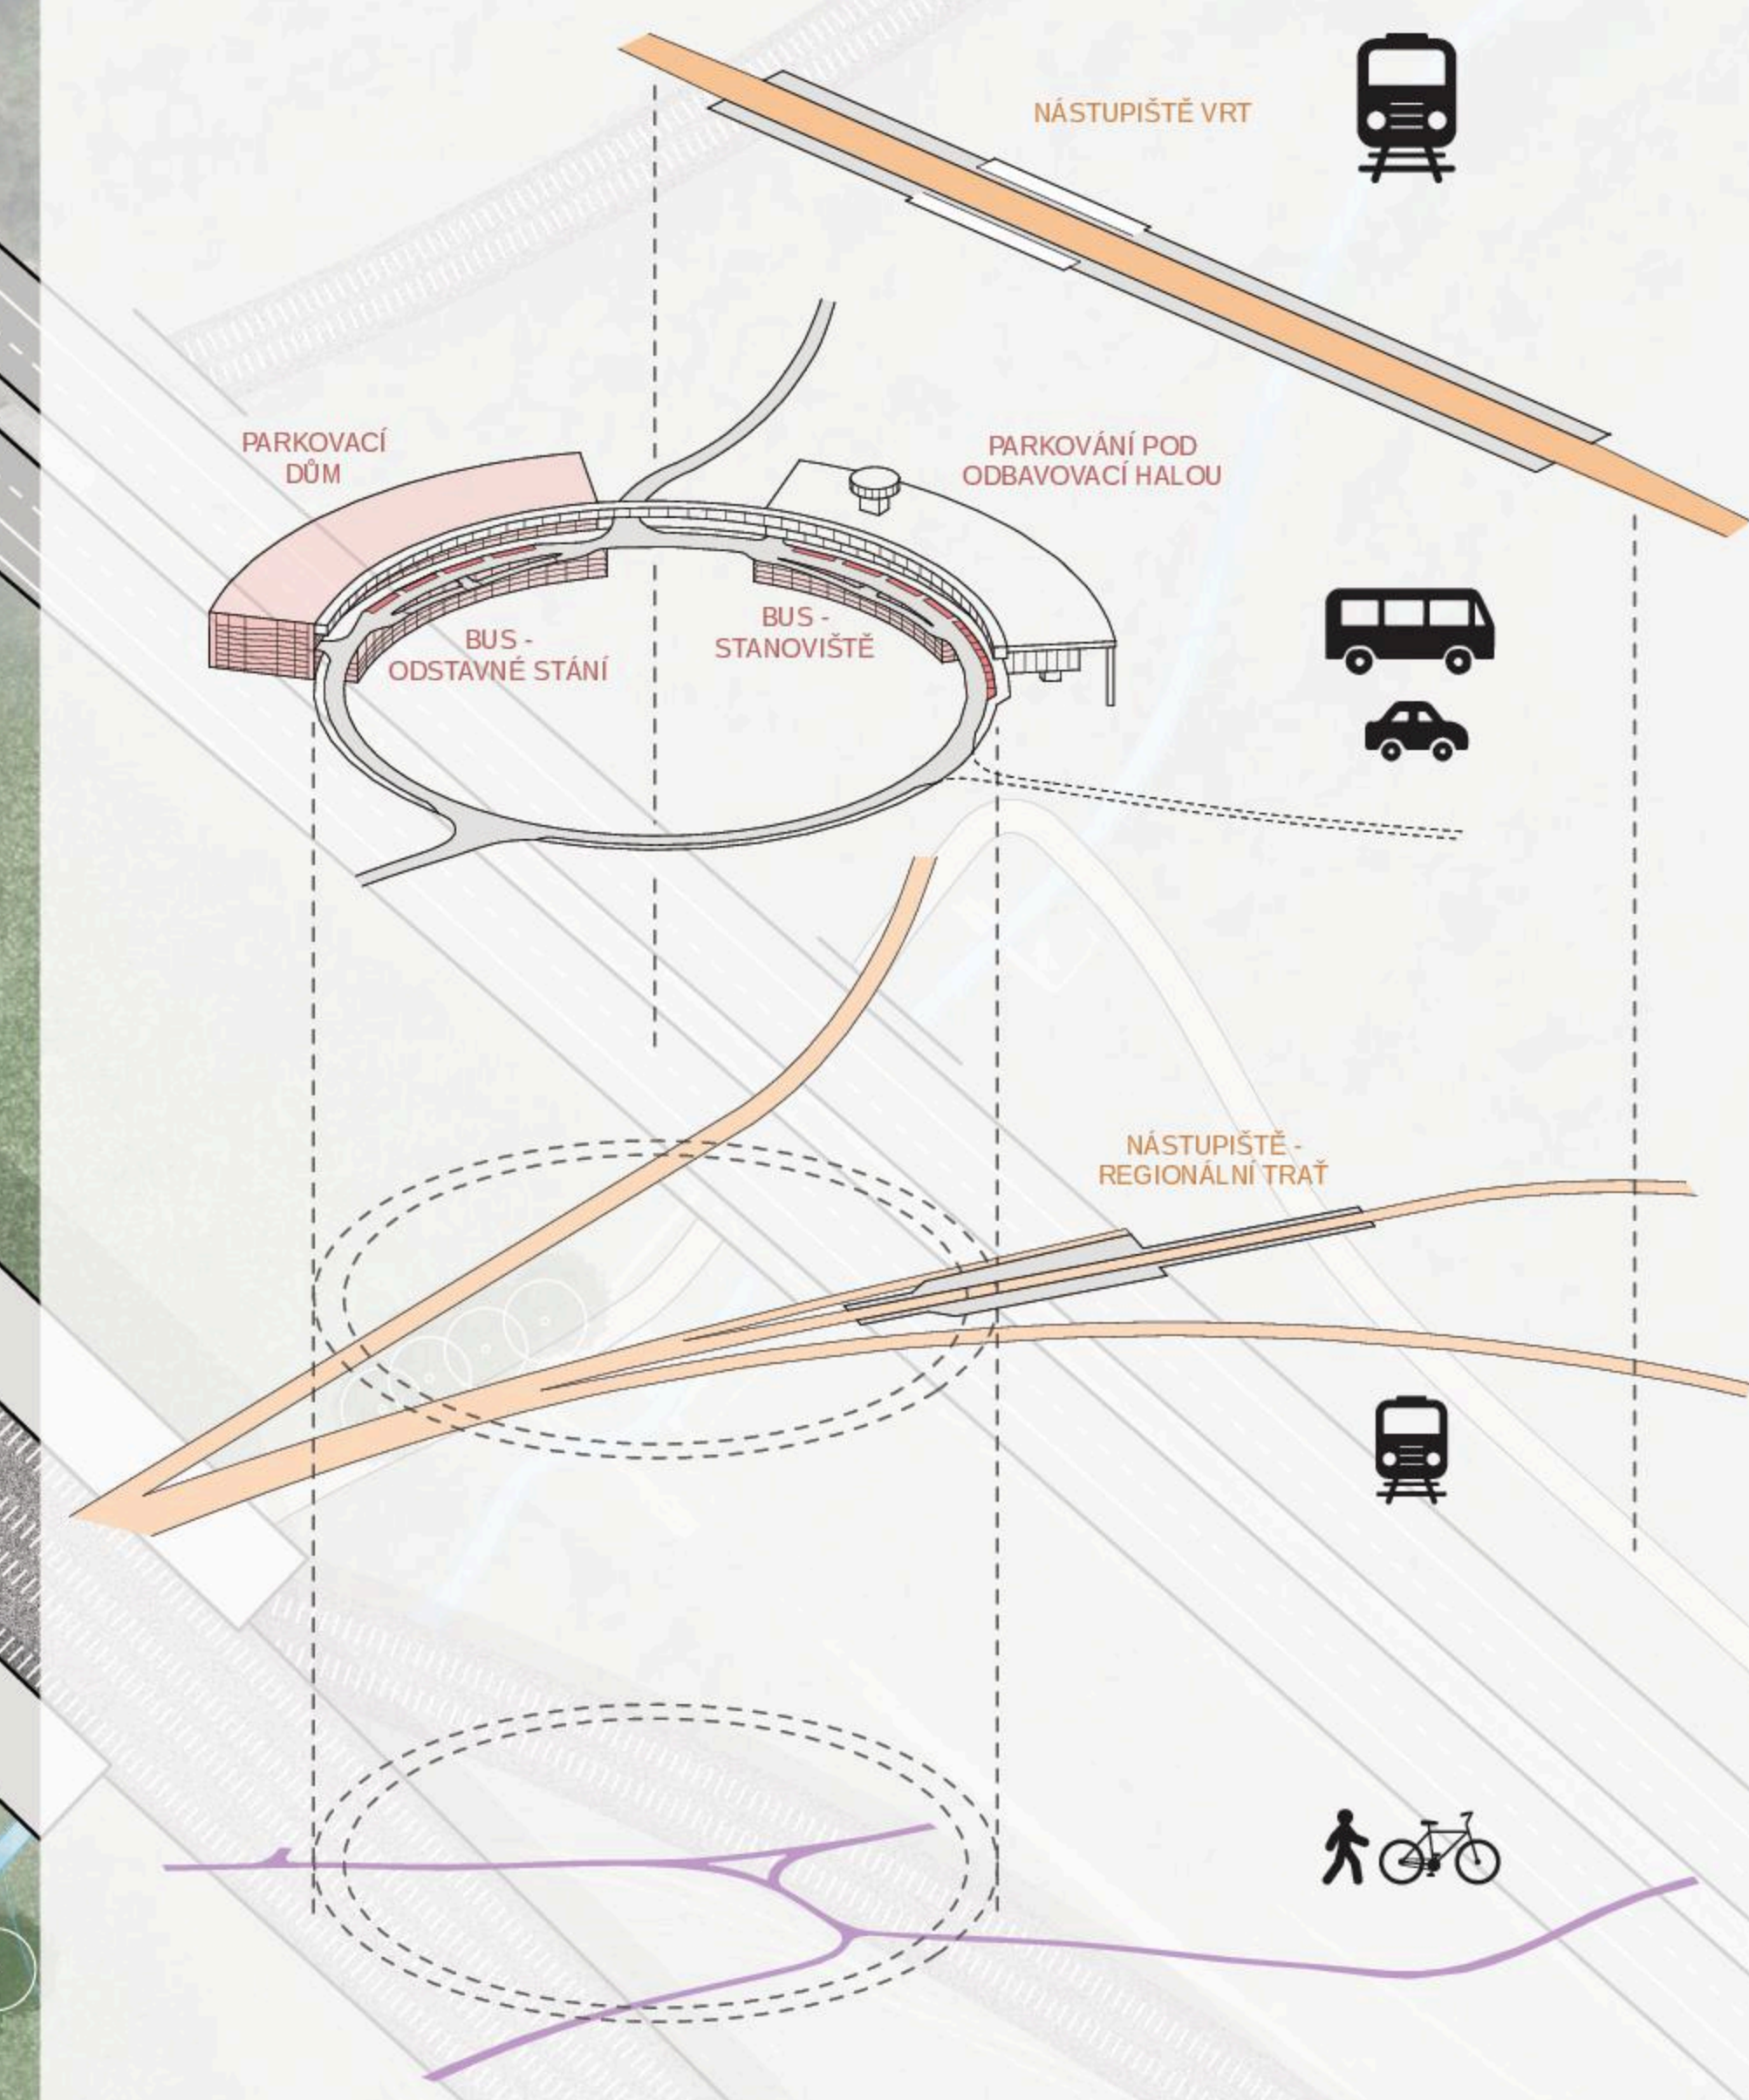 NÁSTUPIŠTĚ VRT
PARKOVACÍ
DŮM
PARKOVÁNÍ POD
ODBAVOVACÍ HALOU
BUS -
ODSTAVNÉ STÁNÍ
BUS -
STANOVIŠTĚ
NÁSTUPIŠTĚ -
REGIONÁLNÍ TRAŤ